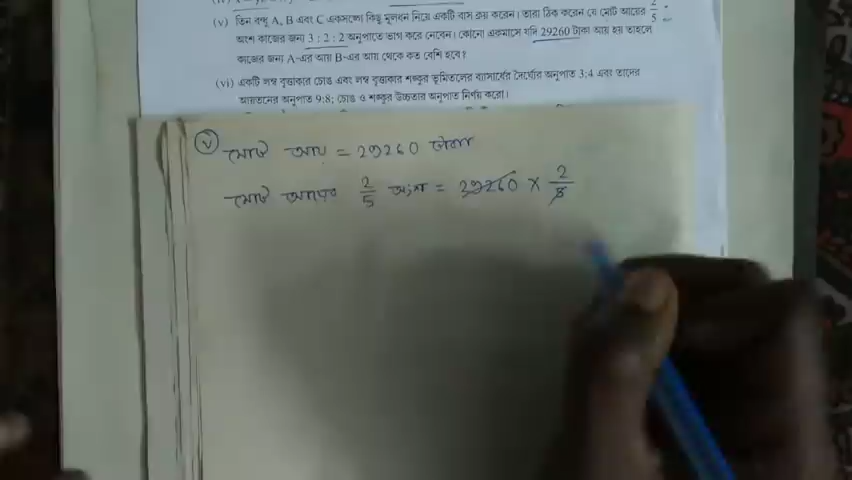 (v) তিন বন্ধু A, B এবং C একসঙ্গে কিছু মূলধন নিয়ে একটি বাস ক্রয় করেন। তারা ঠিক করেন যে মোট আয়ের 2/5
অংশ কাজের জন্য 3 : 2 : 2 অনুপাতে ভাগ করে নেবেন। কোনো একমাসে যদি 29260 টাকা আয় হয় তাহলে
কাজের জন্য A-এর আয় B-এর আয় থেকে কত বেশি হবে?
(vi) একটি লম্ব বৃত্তাকার চোঙ এবং লম্ব বৃত্তাকার শঙ্কুর ভূমিতলের ব্যাসার্ধের দৈর্ঘ্যের অনুপাত 3:4 এবং তাদের
আয়তনের অনুপাত 9:8; চোঙ ও শঙ্কুর উচ্চতার অনুপাত নির্ণয় করো।
(v) মোট আয় = 29260 টাকা
মোট আয়ের 2/5 অংশ = 29260 × 2/5